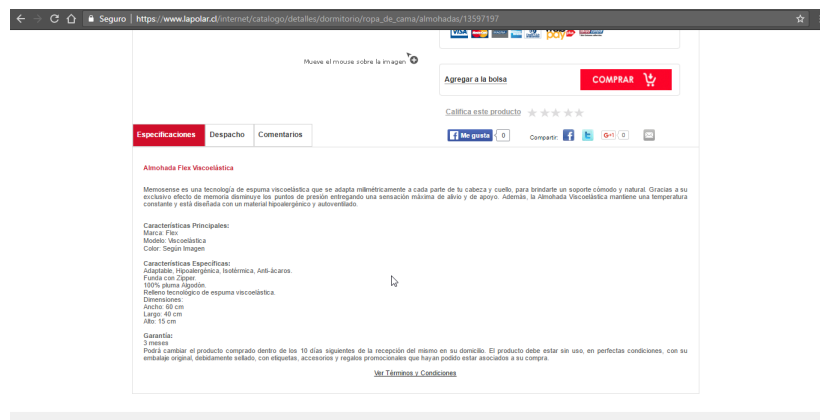 Seguro | https://www.lapolar.cl/internet/catalogo/detalles/dormitorio/ropa_de_cama/almohadas/13597197
VISA
pay
Mueve el mouse sobre la imagen
Agregar a la bolsa
COMPRAR
Califica este producto
Especificaciones Despacho Comentarios
Me gusta 0 Compartir: G+1 0
Almohada Flex Viscoelástica
Memosense es una tecnología de espuma viscoelástica que se adapta milimétricamente a cada parte de tu cabeza y cuello, para brindarte un soporte cómodo y natural. Gracias a su
exclusivo efecto de memoria disminuye los puntos de presión entregando una sensación máxima de alivio y de apoyo. Además, la Almohada Viscoelástica mantiene una temperatura
constante y está diseñada con un material hipoalergénico y autoventilado.
Características Principales:
Marca: Flex
Modelo: Viscoelástica
Color: Según Imagen
Características Específicas:
Adaptable, Hipoalergénica, Isotérmica, Anti-ácaros.
Funda con Zipper.
100% pluma Algodón.
Relleno tecnológico de espuma viscoelástica.
Dimensiones:
Ancho: 60 cm
Largo: 40 cm
Alto: 15 cm
Garantía:
3 meses
Podrá cambiar el producto comprado dentro de los 10 días siguientes de la recepción del mismo en su domicilio. El producto debe estar sin uso, en perfectas condiciones, con su
embalaje original, debidamente sellado, con etiquetas, accesorios y regalos promocionales que hayan podido estar asociados a su compra.
Ver Términos y Condiciones